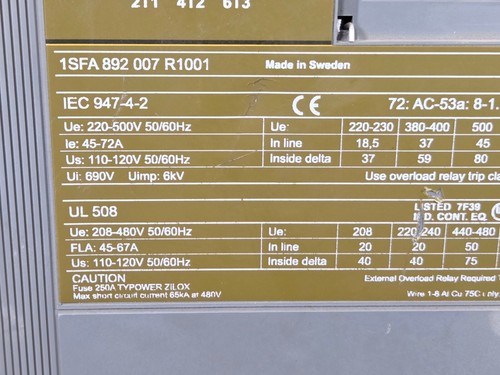 2T1 4T2 6T3
1SFA 892 007 R1001 Made in Sweden
IEC 947-4-2 CE 72: AC-53a: 8-1.
Ue: 220-500V 50/60Hz Ue: 220-230 380-400 500
Ie: 45-72A In line 18,5 37 45
Us: 110-120V 50/60Hz Inside delta 37 59 80
Ui: 690V Uimp: 6kV Use overload relay trip cla
UL 508 LISTED 7F39
IND. CONT. EQ.
Ue: 208-480V 50/60Hz Ue: 208 220-240 440-480
FLA: 45-67A In line 20 20 50
Us: 110-120V 50/60Hz Inside delta 40 40 75
CAUTION External Overload Relay Required
Fuse 250A TYPOWER ZILOX
Max short circuit current 65kA at 480V Wire 1-8 Al Cu 75C